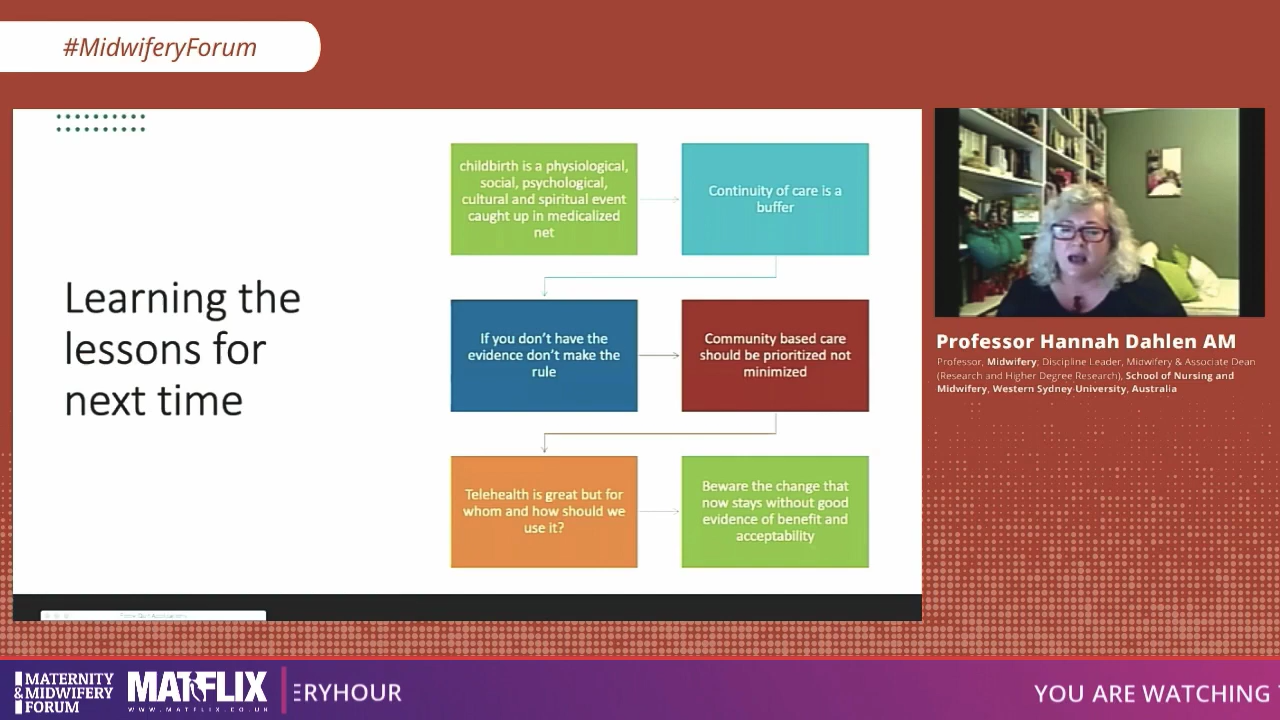 #MidwiferyForum
Learning the
lessons for
next time
childbirth is a physiological,
social, psychological,
cultural and spiritual event
caught up in medicalized
net
Continuity of care is a
buffer
If you don't have the
evidence don't make the
rule
Community based care
should be prioritized not
minimized
Telehealth is great but for
whom and how should we
use it?
Beware the change that
now stays without good
evidence of benefit and
acceptability
Professor Hannah Dahlen AM
Professor, Midwifery; Discipline Leader, Midwifery & Associate Dean
(Research and Higher Degree Research), School of Nursing and
Midwifery, Western Sydney University, Australia
MATERNITY
&MIDWIFERY
FORUM
MATFLIX
WWW.MATFLIX.CO.UK
ERYHOUR
YOU ARE WATCHING